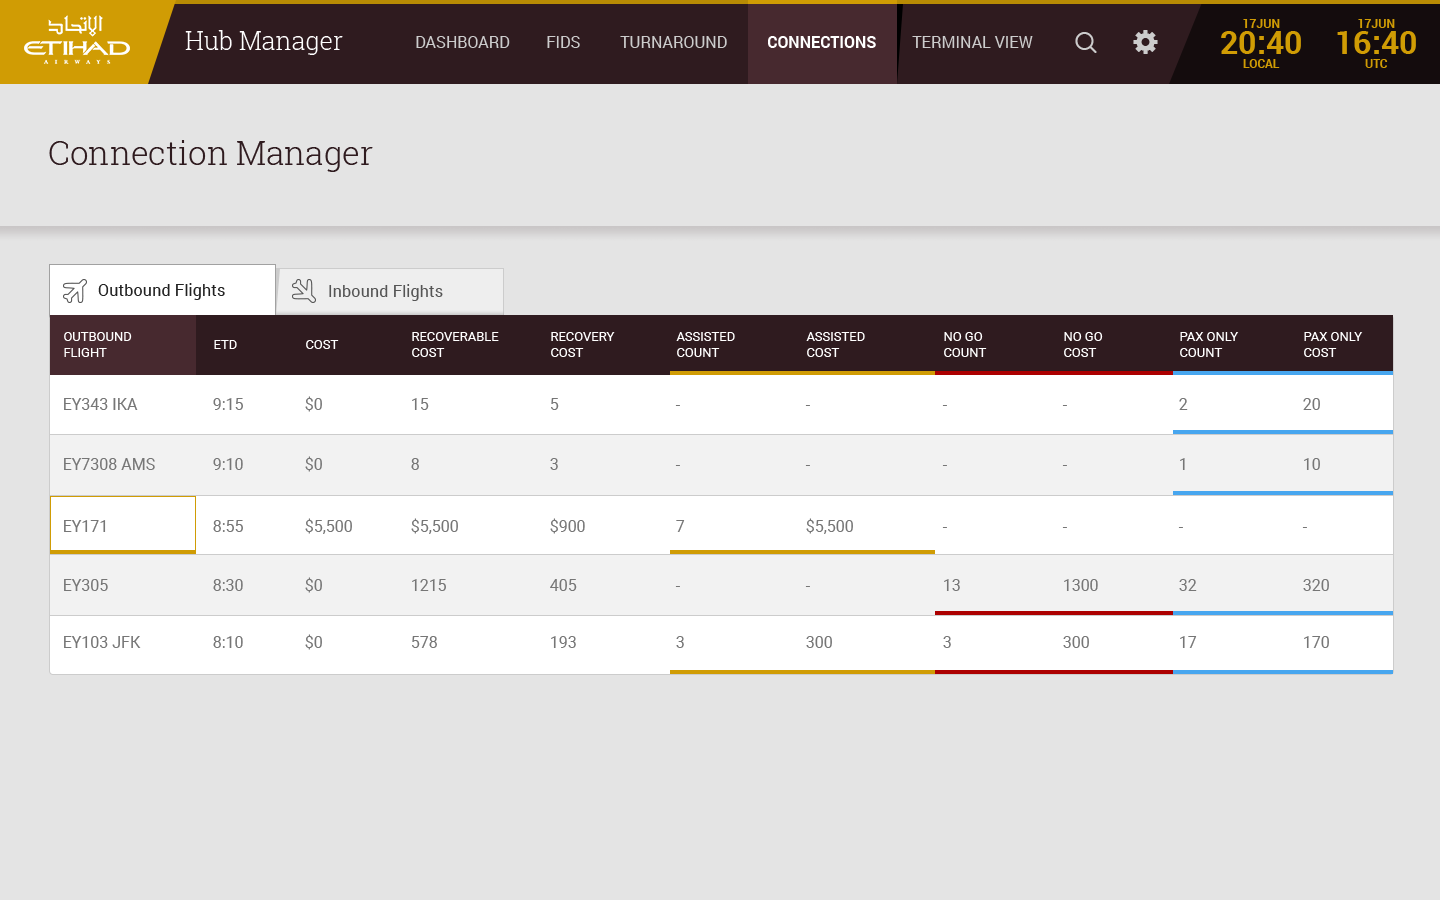 الإتحاد
ETIHAD
AIRWAYS
Hub Manager
DASHBOARD
FIDS
TURNAROUND
CONNECTIONS
TERMINAL VIEW
17JUN
20:40
LOCAL
17JUN
16:40
UTC
Connection Manager
Outbound Flights
Inbound Flights
OUTBOUND FLIGHT ETD COST RECOVERABLE COST RECOVERY COST ASSISTED COUNT ASSISTED COST NO GO COUNT NO GO COST PAX ONLY COUNT PAX ONLY COST
EY343 IKA 9:15 $0 15 5 - - - - 2 20
EY7308 AMS 9:10 $0 8 3 - - - - 1 10
EY171 8:55 $5,500 $5,500 $900 7 $5,500 - - - -
EY305 8:30 $0 1215 405 - - 13 1300 32 320
EY103 JFK 8:10 $0 578 193 3 300 3 300 17 170